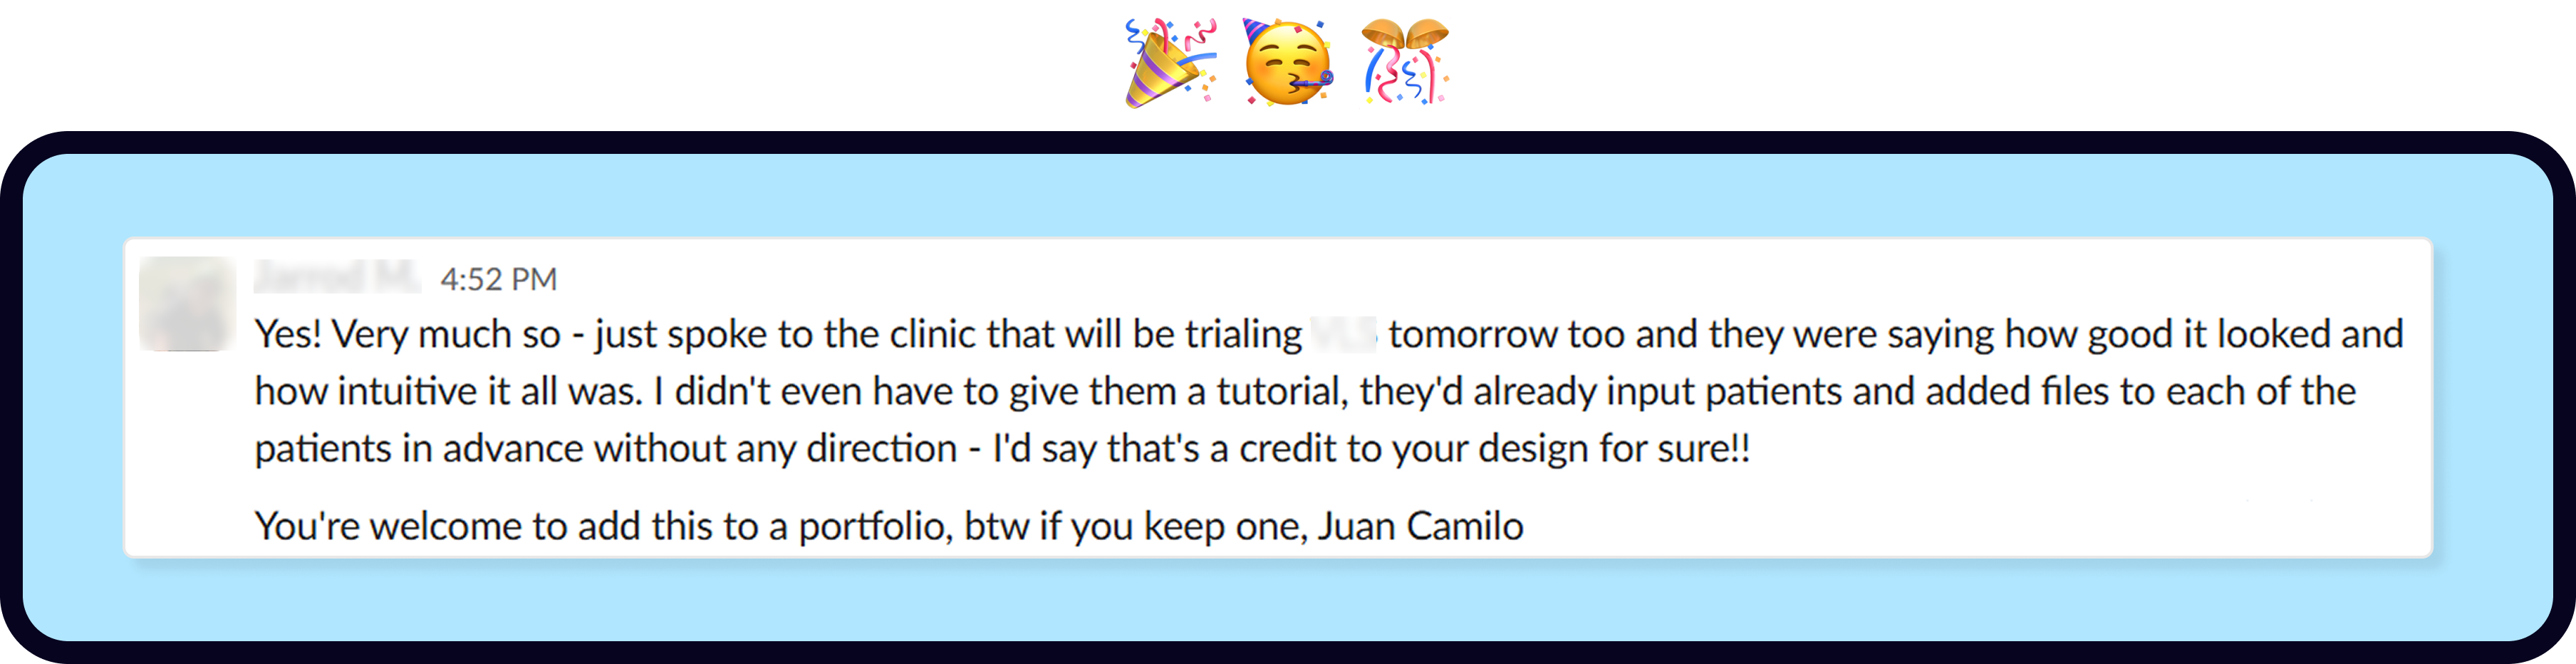 4:52 PM
Yes! Very much so - just spoke to the clinic that will be trialing tomorrow too and they were saying how good it looked and
how intuitive it all was. I didn't even have to give them a tutorial, they'd already input patients and added files to each of the
patients in advance without any direction - I'd say that's a credit to your design for sure!!
You're welcome to add this to a portfolio, btw if you keep one, Juan Camilo